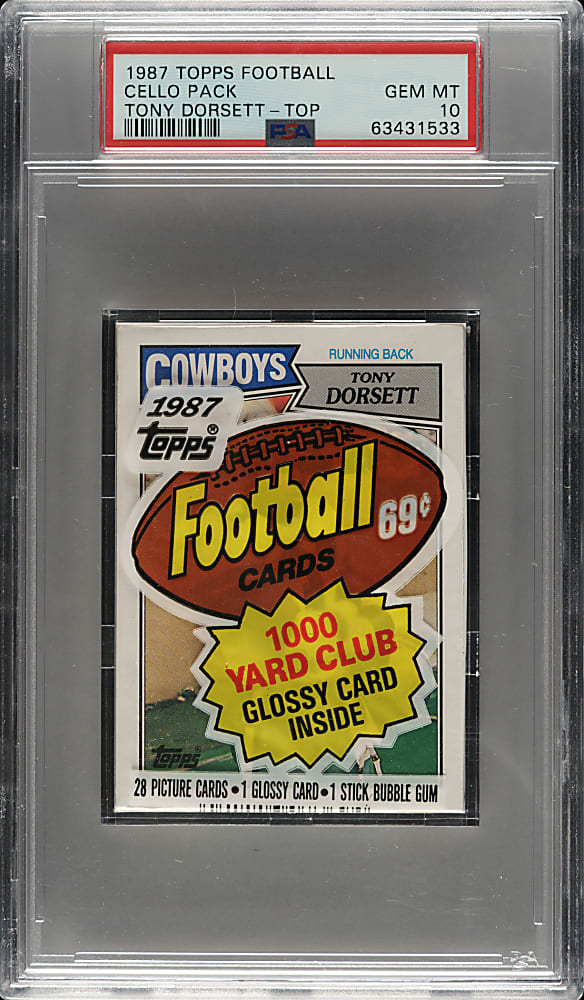 1987 TOPPS FOOTBALL
CELLO PACK GEM MT
TONY DORSETT - TOP 10
PSA 63431533
COWBOYS RUNNING BACK
TONY
DORSETT
1987
Topps®
Football
69¢
CARDS
1000
YARD CLUB
GLOSSY CARD
INSIDE
Topps®
28 PICTURE CARDS • 1 GLOSSY CARD • 1 STICK BUBBLE GUM
PSA